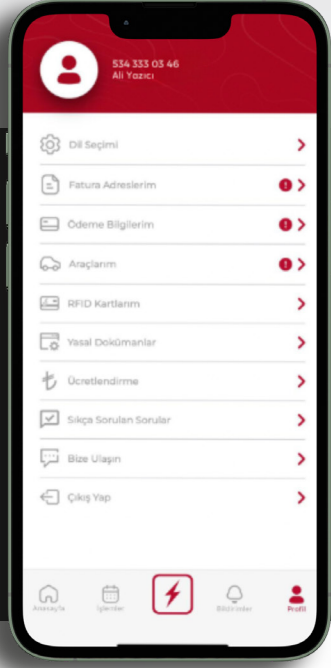 534 333 03 46
Ali Yazıcı
Dil Seçimi
Fatura Adreslerim
Ödeme Bilgilerim
Araçlarım
RFID Kartlarım
Yasal Dokümanlar
Ücretlendirme
Sıkça Sorulan Sorular
Bize Ulaşın
Çıkış Yap
Anasayfa
İşlemler
Bildirimler
Profil